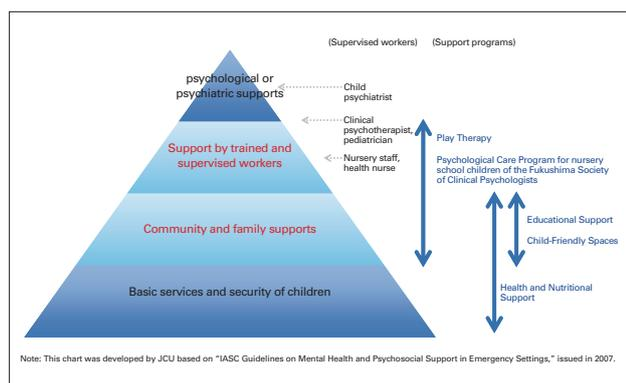 (Supervised workers) (Support programs)
psychological or
psychiatric supports
Child
psychiatrist
Clinical
psychotherapist,
pediatrician
Nursery staff,
health nurse
Support by trained and
supervised workers
Community and family supports
Basic services and security of children
Play Therapy
Psychological Care Program for nursery
school children of the Fukushima Society
of Clinical Psychologists
Educational Support
Child-Friendly Spaces
Health and Nutritional
Support
Note: This chart was developed by JCU based on “IASC Guidelines on Mental Health and Psychosocial Support in Emergency Settings,” issued in 2007.